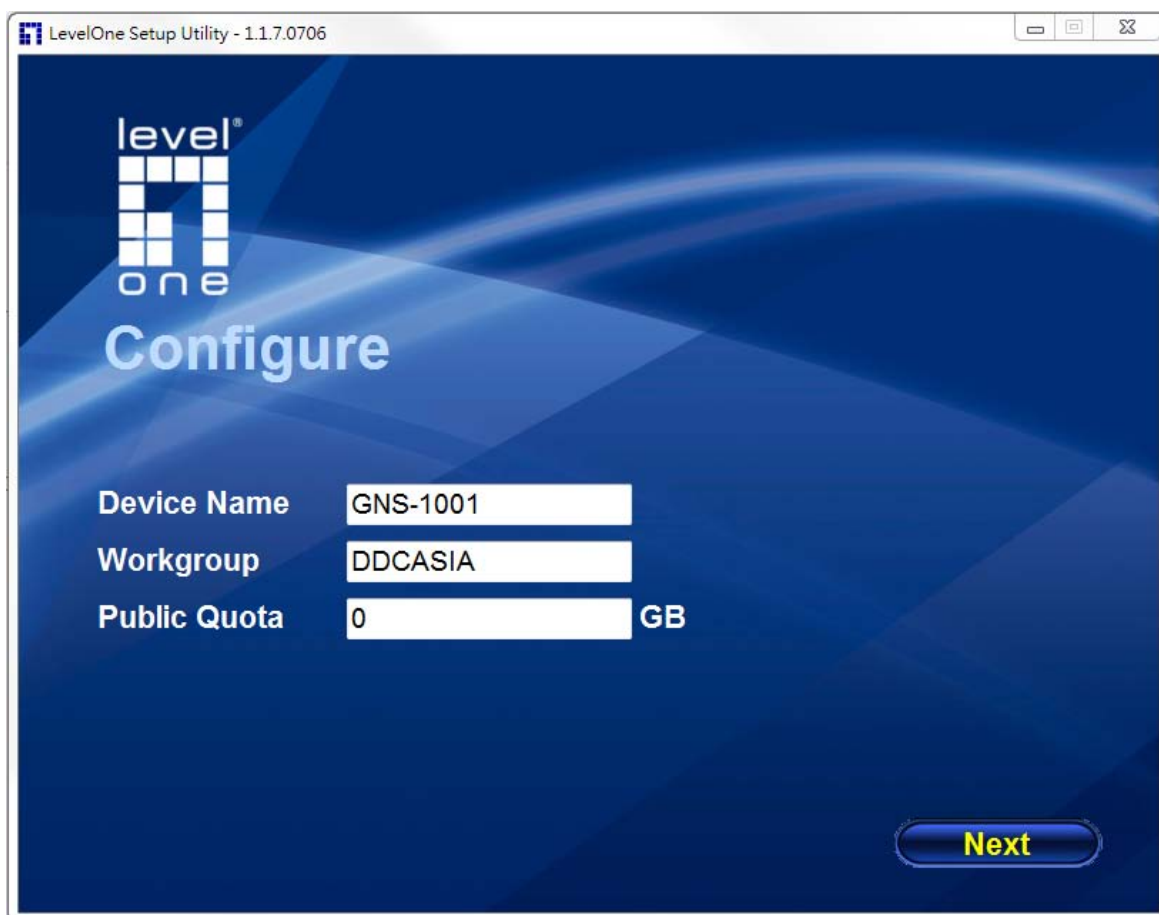 LevelOne Setup Utility - 1.1.7.0706
level®
one
Configure
Device Name GNS-1001
Workgroup DDCASIA
Public Quota 0 GB
Next